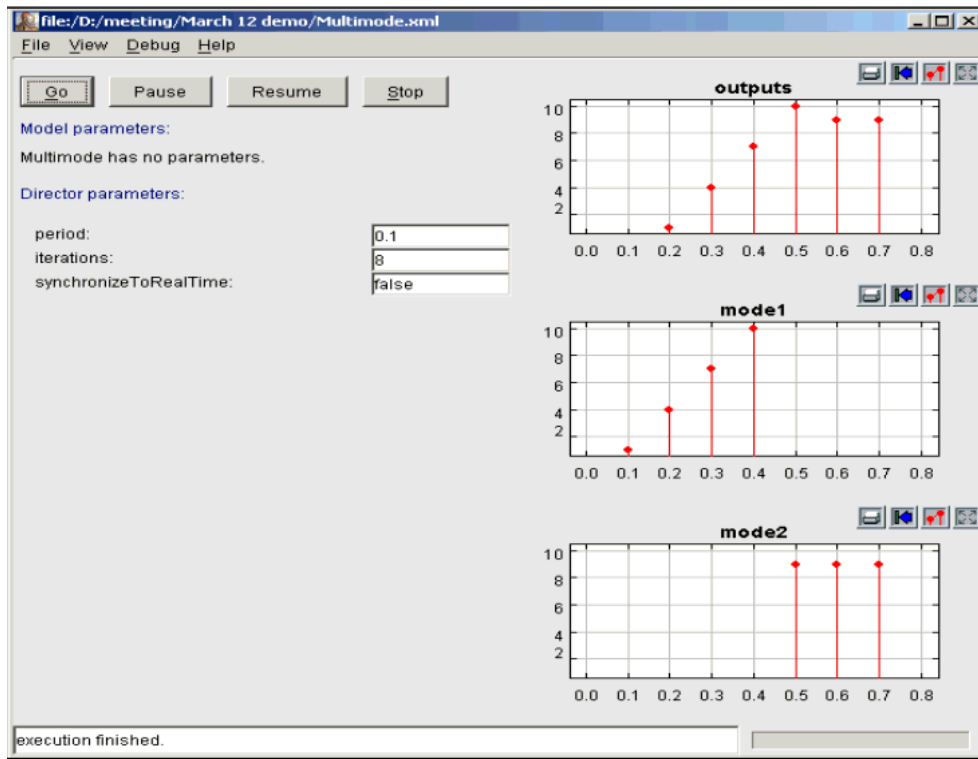 file:/D:/meeting/March 12 demo/Multimode.xml
File View Debug Help
Go Pause Resume Stop
Model parameters:
Multimode has no parameters.
Director parameters:
period: 0.1
iterations: 8
synchronizeToRealTime: false
outputs
10
8
6
4
2
0.0 0.1 0.2 0.3 0.4 0.5 0.6 0.7 0.8
mode1
10
8
6
4
2
0.0 0.1 0.2 0.3 0.4 0.5 0.6 0.7 0.8
mode2
10
8
6
4
2
0.0 0.1 0.2 0.3 0.4 0.5 0.6 0.7 0.8
execution finished.